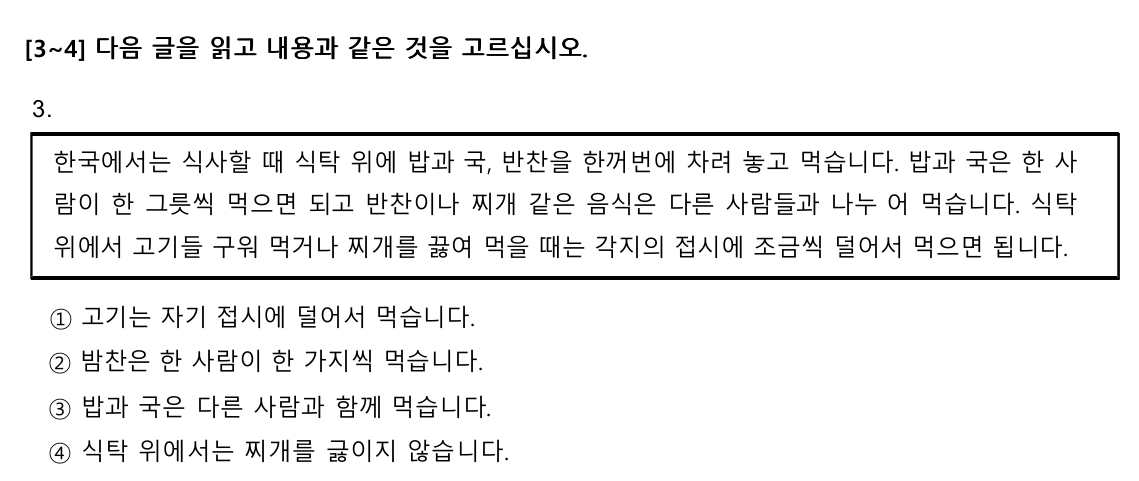 [3~4] 다음 글을 읽고 내용과 같은 것을 고르십시오.
3.
한국에서는 식사할 때 식탁 위에 밥과 국, 반찬을 한꺼번에 차려 놓고 먹습니다. 밥과 국은 한 사
람이 한 그릇씩 먹으면 되고 반찬이나 찌개 같은 음식은 다른 사람들과 나누 어 먹습니다. 식탁
위에서 고기들 구워 먹거나 찌개를 끓여 먹을 때는 각지의 접시에 조금씩 덜어서 먹으면 됩니다.
① 고기는 자기 접시에 덜어서 먹습니다.
② 밤찬은 한 사람이 한 가지씩 먹습니다.
③ 밥과 국은 다른 사람과 함께 먹습니다.
④ 식탁 위에서는 찌개를 긇이지 않습니다.